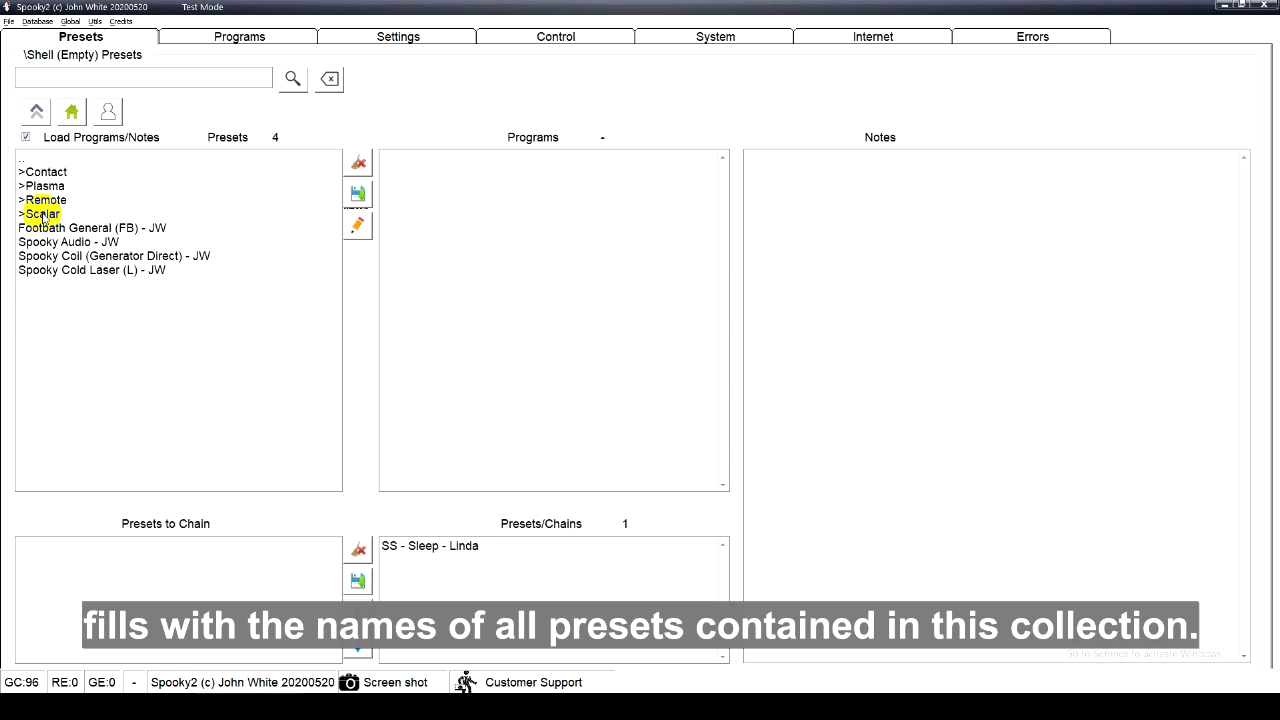 Spooky2 (c) John White 20200520 Test Mode
File Database Global Utils Credits
Presets Programs Settings Control System Internet Errors
\Shell (Empty) Presets
Load Programs/Notes Presets 4 Programs - Notes
..
>Contact
>Plasma
>Remote
>Scalar
Footbath General (FB) - JW
Spooky Audio - JW
Spooky Coil (Generator Direct) - JW
Spooky Cold Laser (L) - JW
Presets to Chain Presets/Chains 1
SS - Sleep - Linda
fills with the names of all presets contained in this collection.
Go to Settings to activate Windows.
GC:96 RE:0 GE:0 - Spooky2 (c) John White 20200520 Screen shot Customer Support